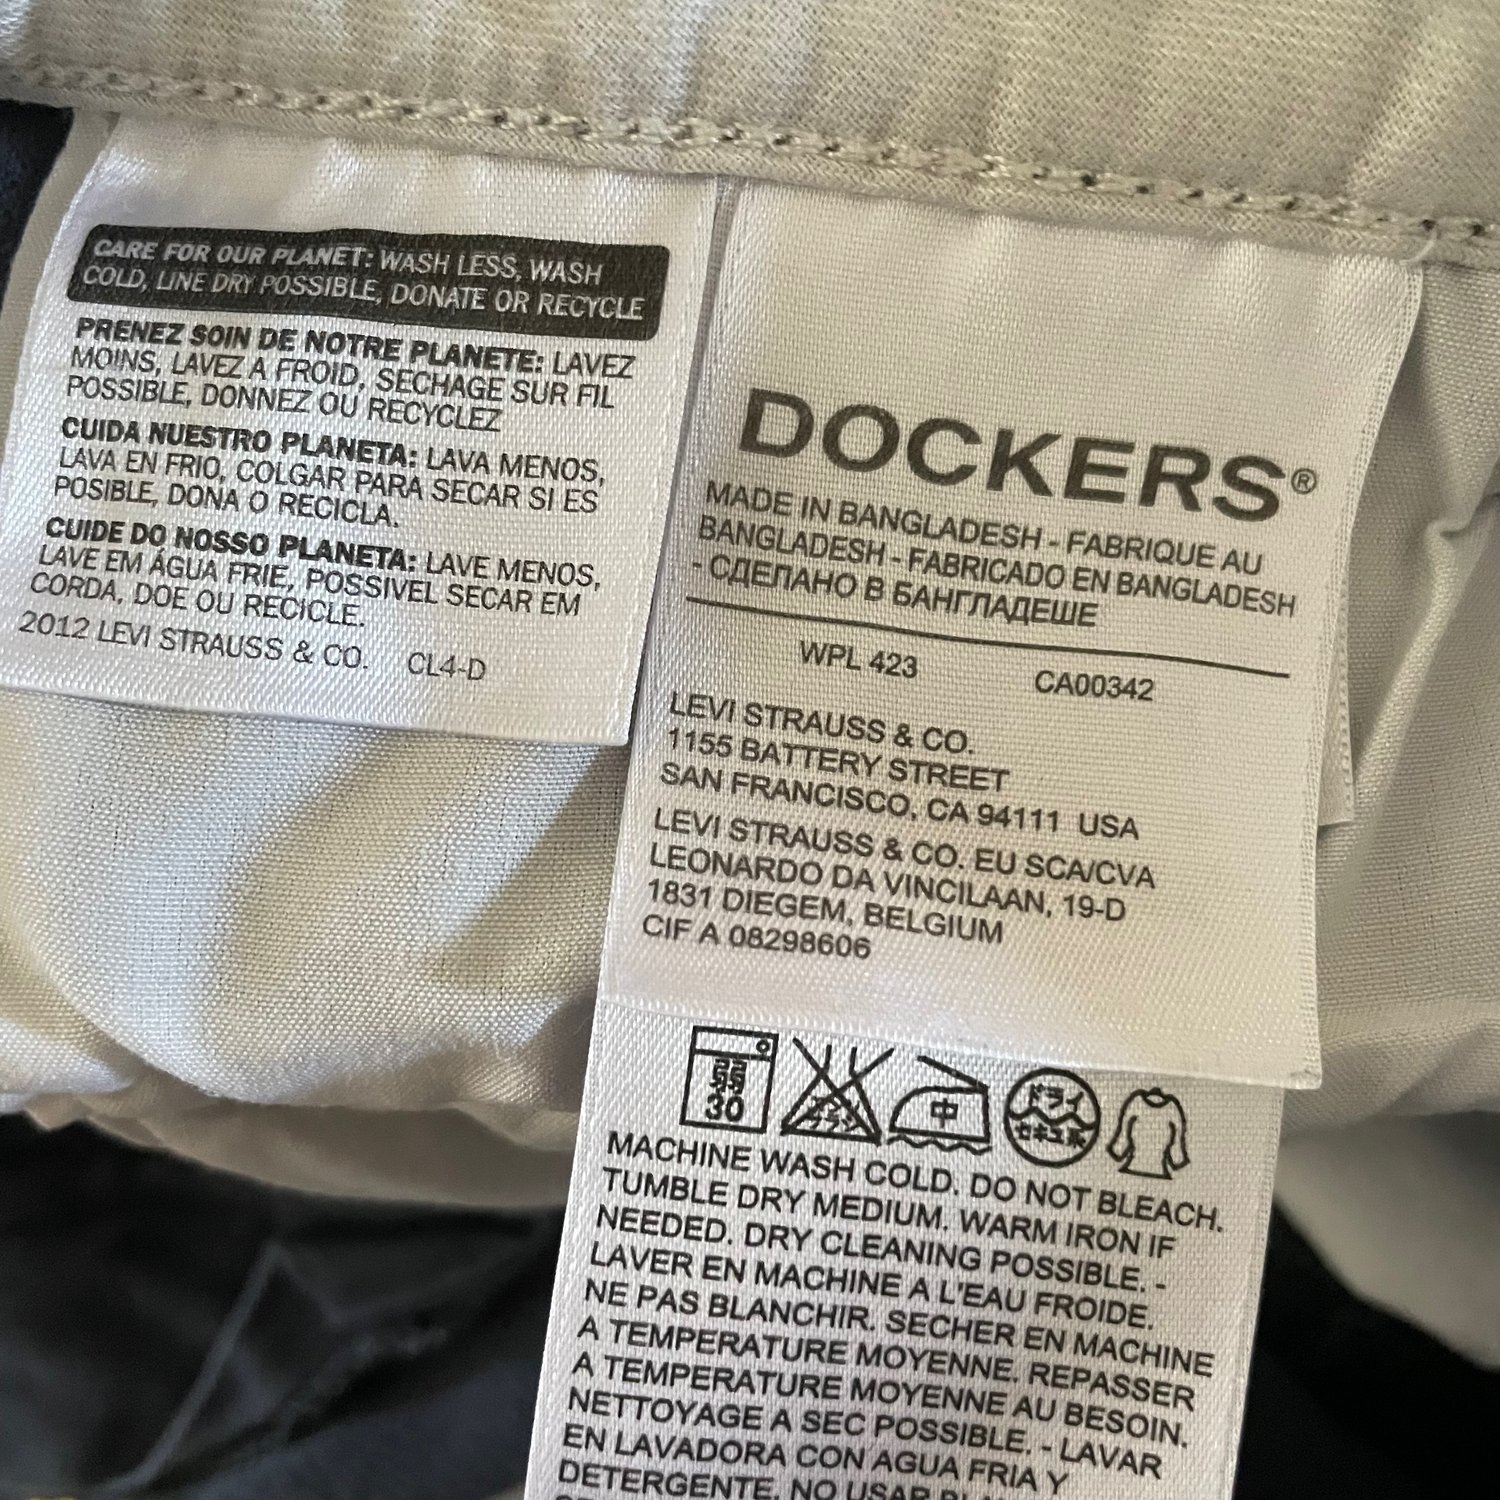 CARE FOR OUR PLANET: WASH LESS, WASH
COLD, LINE DRY POSSIBLE, DONATE OR RECYCLE
PRENEZ SOIN DE NOTRE PLANETE: LAVEZ
MOINS, LAVEZ A FROID, SECHAGE SUR FIL
POSSIBLE, DONNEZ OU RECYCLEZ
CUIDA NUESTRO PLANETA: LAVA MENOS,
LAVA EN FRIO, COLGAR PARA SECAR SI ES
POSIBLE, DONA O RECICLA.
CUIDE DO NOSSO PLANETA: LAVE MENOS,
LAVE EM ÁGUA FRIE, POSSIVEL SECAR EM
CORDA, DOE OU RECICLE.
2012 LEVI STRAUSS & CO. CL4-D
DOCKERS®
MADE IN BANGLADESH - FABRIQUE AU
BANGLADESH - FABRICADO EN BANGLADESH
- СДЕЛАНО В БАНГЛАДЕШЕ
WPL 423 CA00342
LEVI STRAUSS & CO.
1155 BATTERY STREET
SAN FRANCISCO, CA 94111 USA
LEVI STRAUSS & CO. EU SCA/CVA
LEONARDO DA VINCILAAN, 19-D
1831 DIEGEM, BELGIUM
CIF A 08298606
弱
30
中
ドライ
セキユ系
MACHINE WASH COLD. DO NOT BLEACH.
TUMBLE DRY MEDIUM. WARM IRON IF
NEEDED. DRY CLEANING POSSIBLE. -
LAVER EN MACHINE A L'EAU FROIDE.
NE PAS BLANCHIR. SECHER EN MACHINE
A TEMPERATURE MOYENNE. REPASSER
A TEMPERATURE MOYENNE AU BESOIN.
NETTOYAGE A SEC POSSIBLE. - LAVAR
EN LAVADORA CON AGUA FRIA Y
DETERGENTE. NO USAR